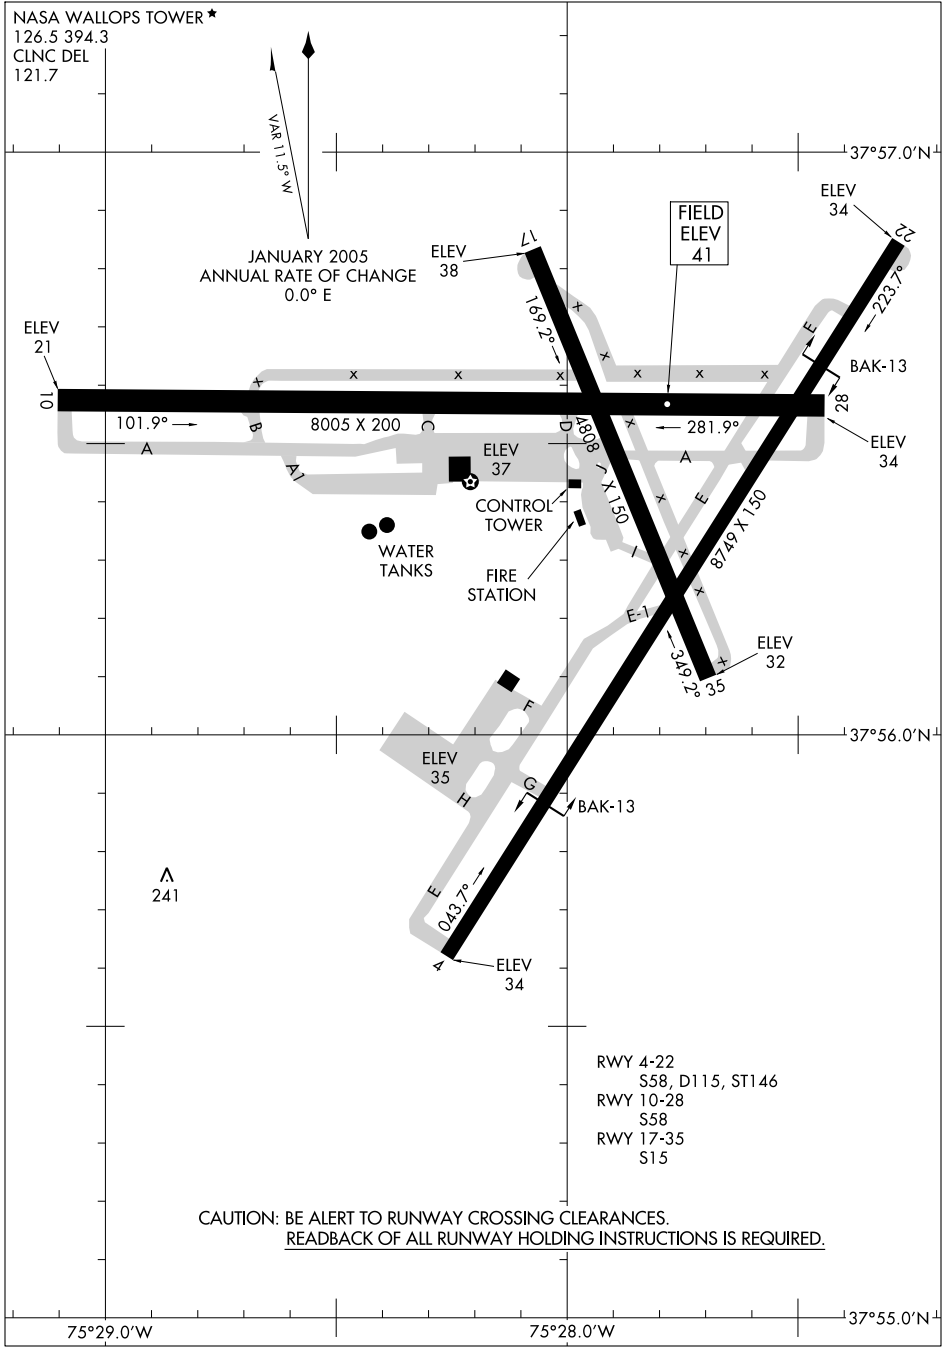 NASA WALLOPS TOWER★
126.5 394.3
CLNC DEL
121.7
VAR 11.5° W
JANUARY 2005
ANNUAL RATE OF CHANGE
0.0° E
37°57.0'N
ELEV
34
22
FIELD
ELEV
41
17
ELEV
38
223.7°
169.2°
E
ELEV
21
x
x
x
x
x
x
x
x
x
BAK-13
10
28
101.9°
B
8005 X 200
C
D
4808 X 150
x
281.9°
A
A
ELEV
34
A1
ELEV
37
J
x
E
CONTROL
TOWER
8749 X 150
WATER
TANKS
FIRE
STATION
I
x
x
E-1
ELEV
32
349.2°
x
35
F
37°56.0'N
ELEV
35
G
H
BAK-13
241
E
043.7°
4
ELEV
34
RWY 4-22
S58, D115, ST146
RWY 10-28
S58
RWY 17-35
S15
CAUTION: BE ALERT TO RUNWAY CROSSING CLEARANCES.
READBACK OF ALL RUNWAY HOLDING INSTRUCTIONS IS REQUIRED.
37°55.0'N
75°29.0'W
75°28.0'W